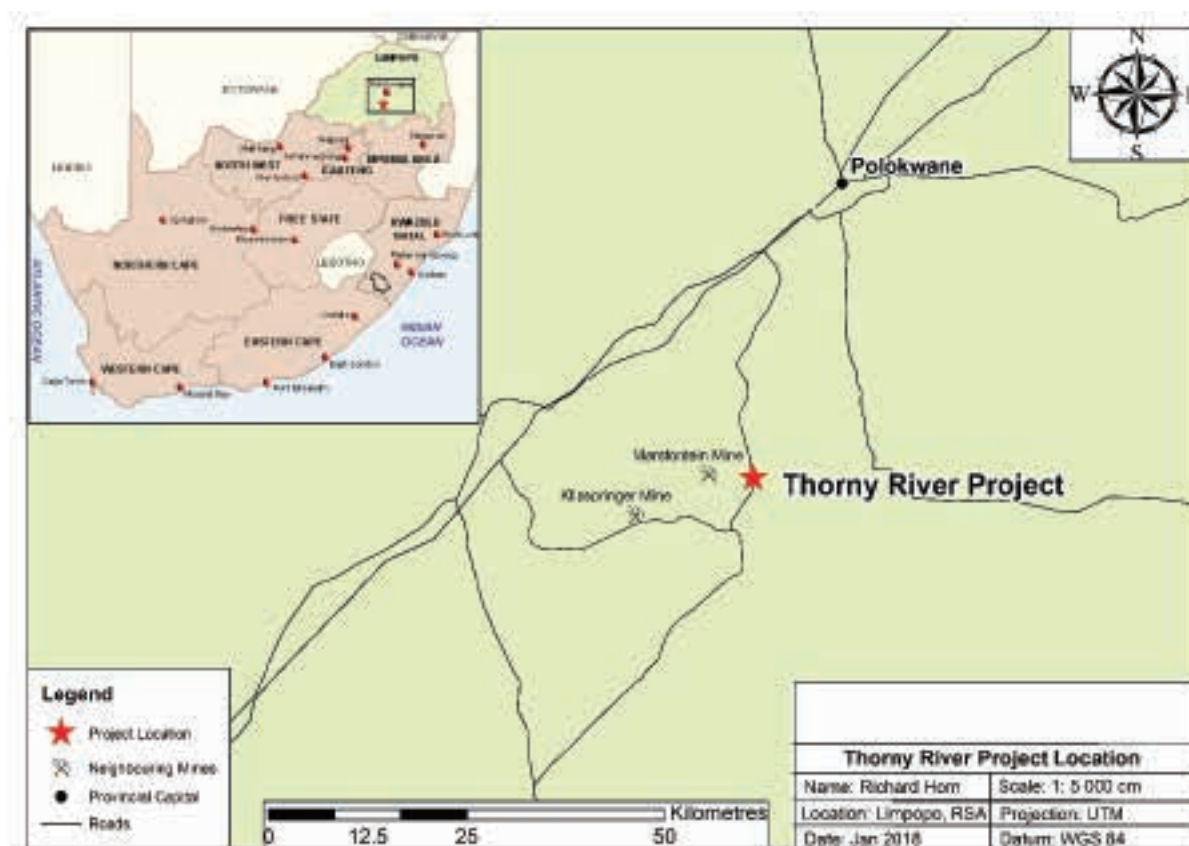 LIMPOPO
BOTSWANA
NORTH WEST
GAUTENG
FREE STATE
KWAZULU
NATAL
LESOTHO
NORTHERN CAPE
EASTERN CAPE
WESTERN CAPE
ATLANTIC OCEAN
INDIAN
OCEAN
N
W
S
Polokwane
Marsfontein Mine
Klipspringer Mine
Thorny River Project
Legend
Project Location
Neighbouring Mines
Provincial Capital
Roads
Kilometres
0 12.5 25 50
Thorny River Project Location
Name: Richard Horn
Scale: 1: 5 000 cm
Location: Limpopo, RSA
Projection: UTM
Date: Jan 2018
Datum: WGS 84